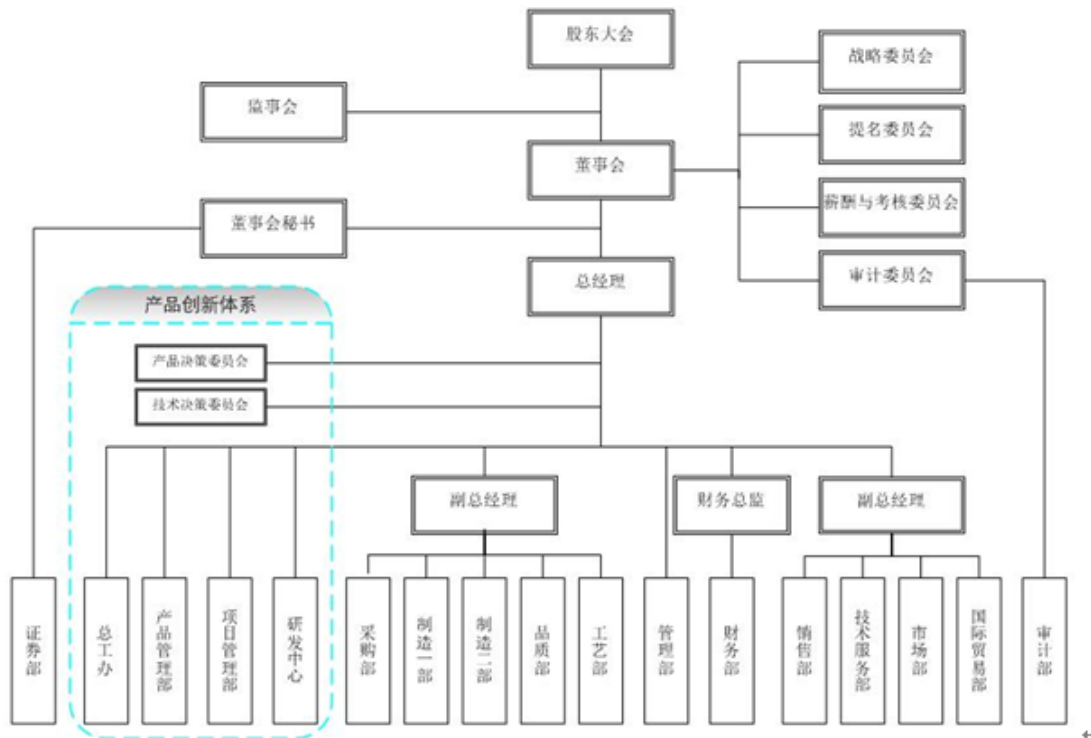 股东大会
战略委员会
监事会
提名委员会
董事会
薪酬与考核委员会
董事会秘书
总经理
审计委员会
产品创新体系
产品决策委员会
技术决策委员会
副总经理
财务总监
副总经理
证券部
总工办
产品管理部
项目管理部
研发中心
采购部
制造一部
制造二部
品质部
工艺部
管理部
财务部
销售部
技术服务部
市场部
国际贸易部
审计部